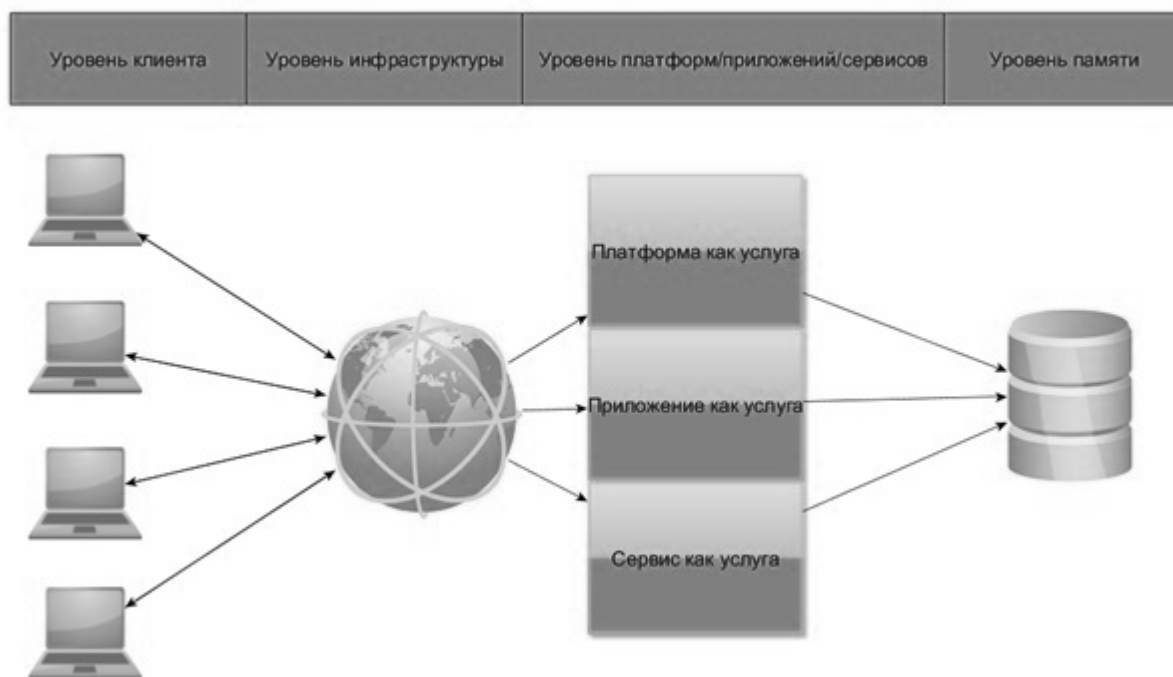 Уровень клиента
Уровень инфраструктуры
Уровень платформ/приложений/сервисов
Уровень памяти
Платформа как услуга
Приложение как услуга
Сервис как услуга